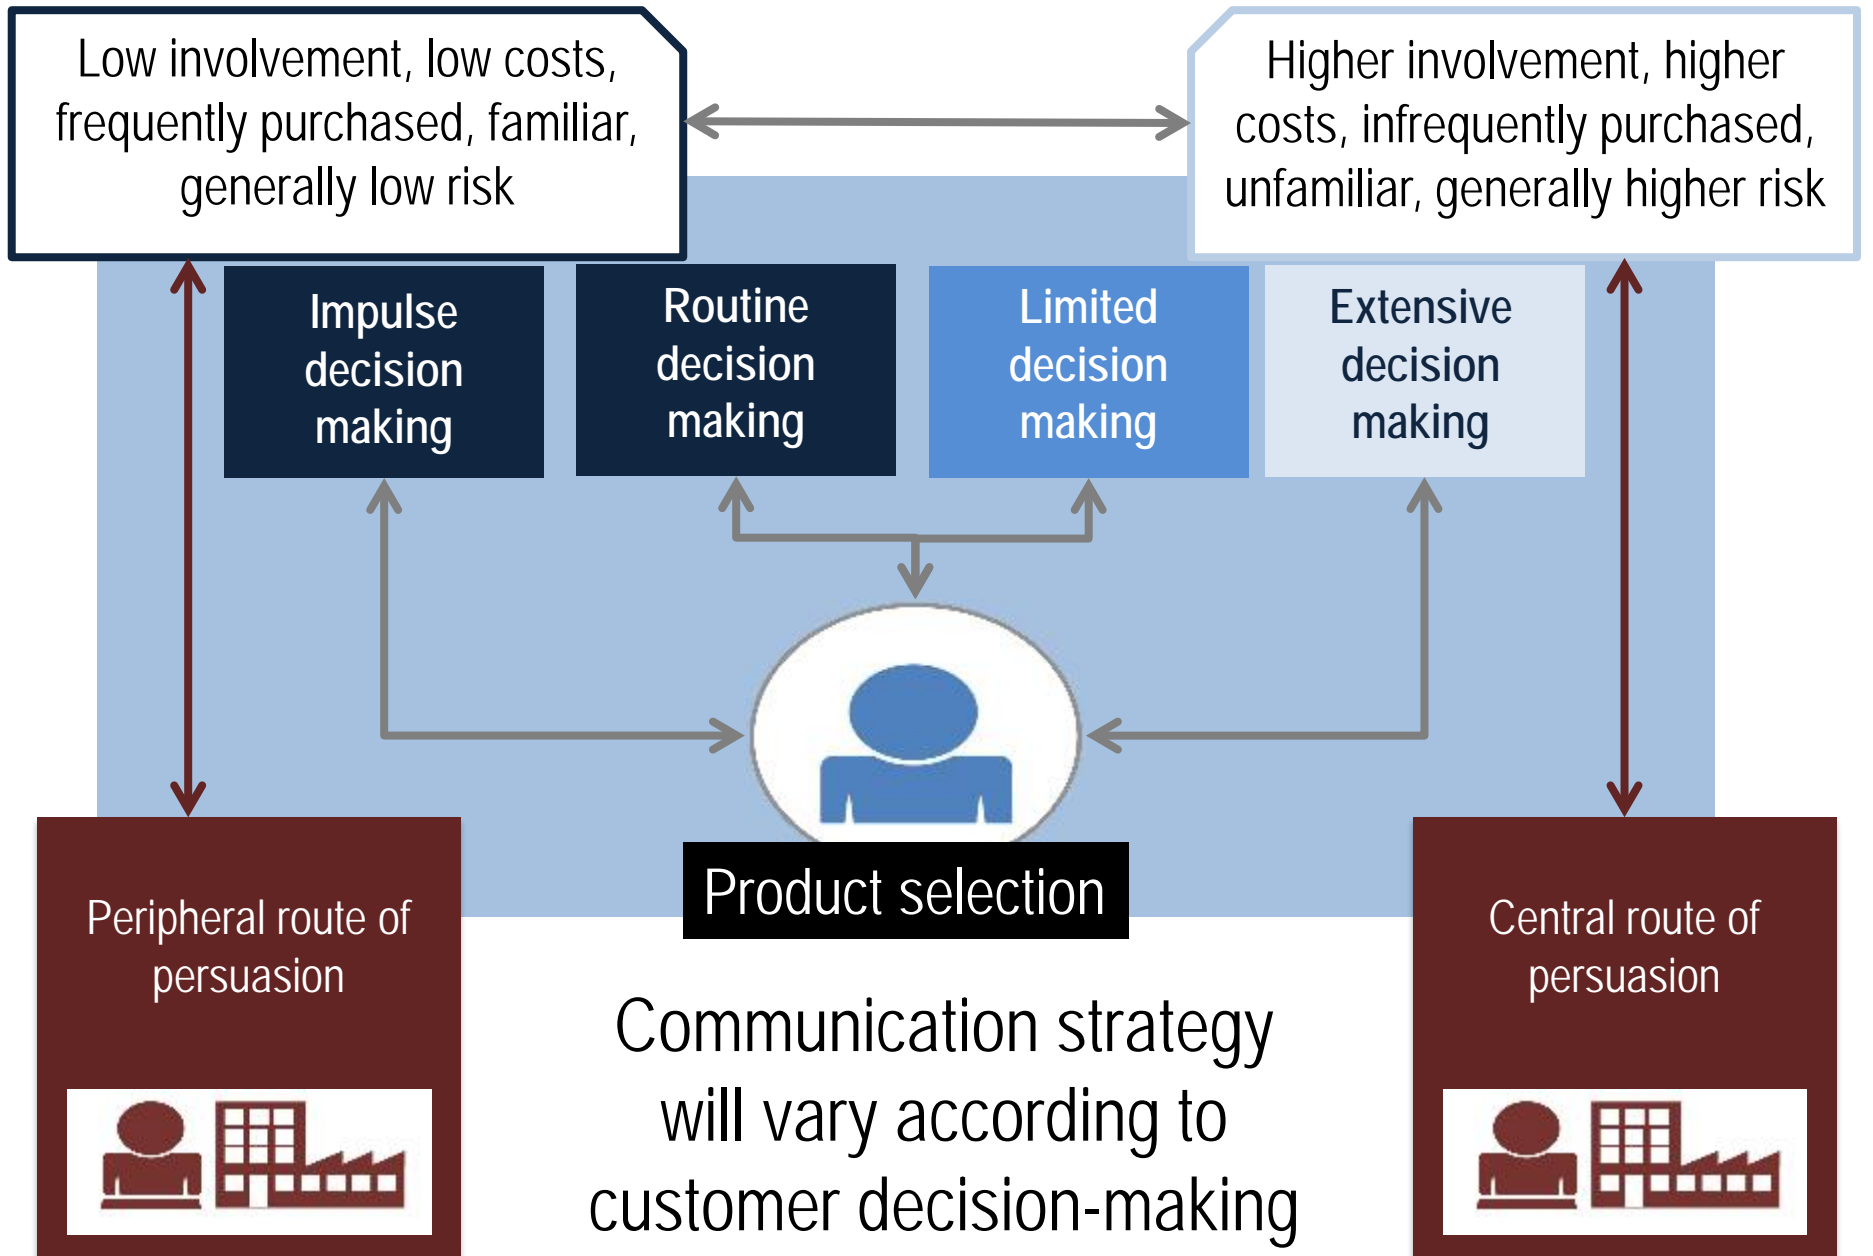 Low involvement, low costs,
frequently purchased, familiar,
generally low risk
Higher involvement, higher
costs, infrequently purchased,
unfamiliar, generally higher risk
Impulse
decision
making
Routine
decision
making
Limited
decision
making
Extensive
decision
making
Product selection
Peripheral route of
persuasion
Central route of
persuasion
Communication strategy
will vary according to
customer decision-making